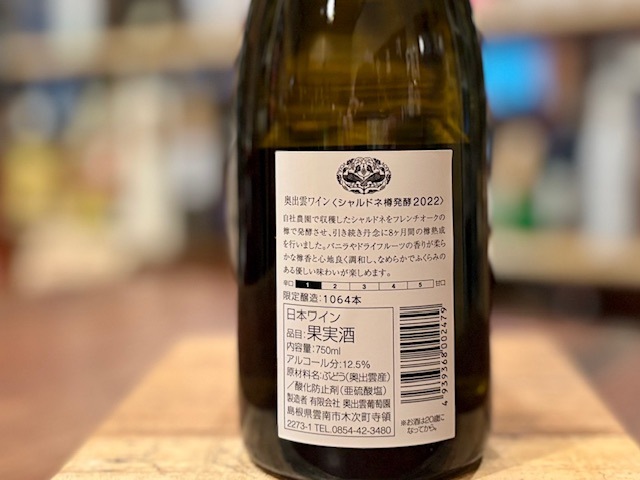 奥出雲ワイン〈シャルドネ樽発酵2022〉
自社農園で収穫したシャルドネをフレンチオークの
樽で発酵させ、引き続き丹念に8ヶ月間の樽熟成
を行いました。バニラやドライフルーツの香りが柔ら
かな樽香と心地良く調和し、なめらかでふくらみの
ある優しい味わいが楽しめます。
辛口 1 2 3 4 5 甘口
限定醸造：1064本
日本ワイン
品目：果実酒
内容量：750ml
アルコール分：12.5％
原材料名：ぶどう（奥出雲産）
／酸化防止剤（亜硫酸塩）
製造者 有限会社 奥出雲葡萄園
島根県雲南市木次町寺領
2273-1 TEL.0854-42-3480
4939368002479
※お酒は20歳に
なってから。